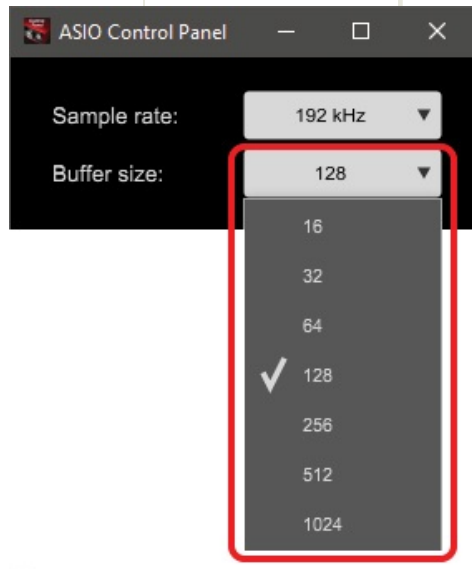 ASIO Control Panel
Sample rate: 192 kHz
Buffer size: 128
16
32
64
128
256
512
1024